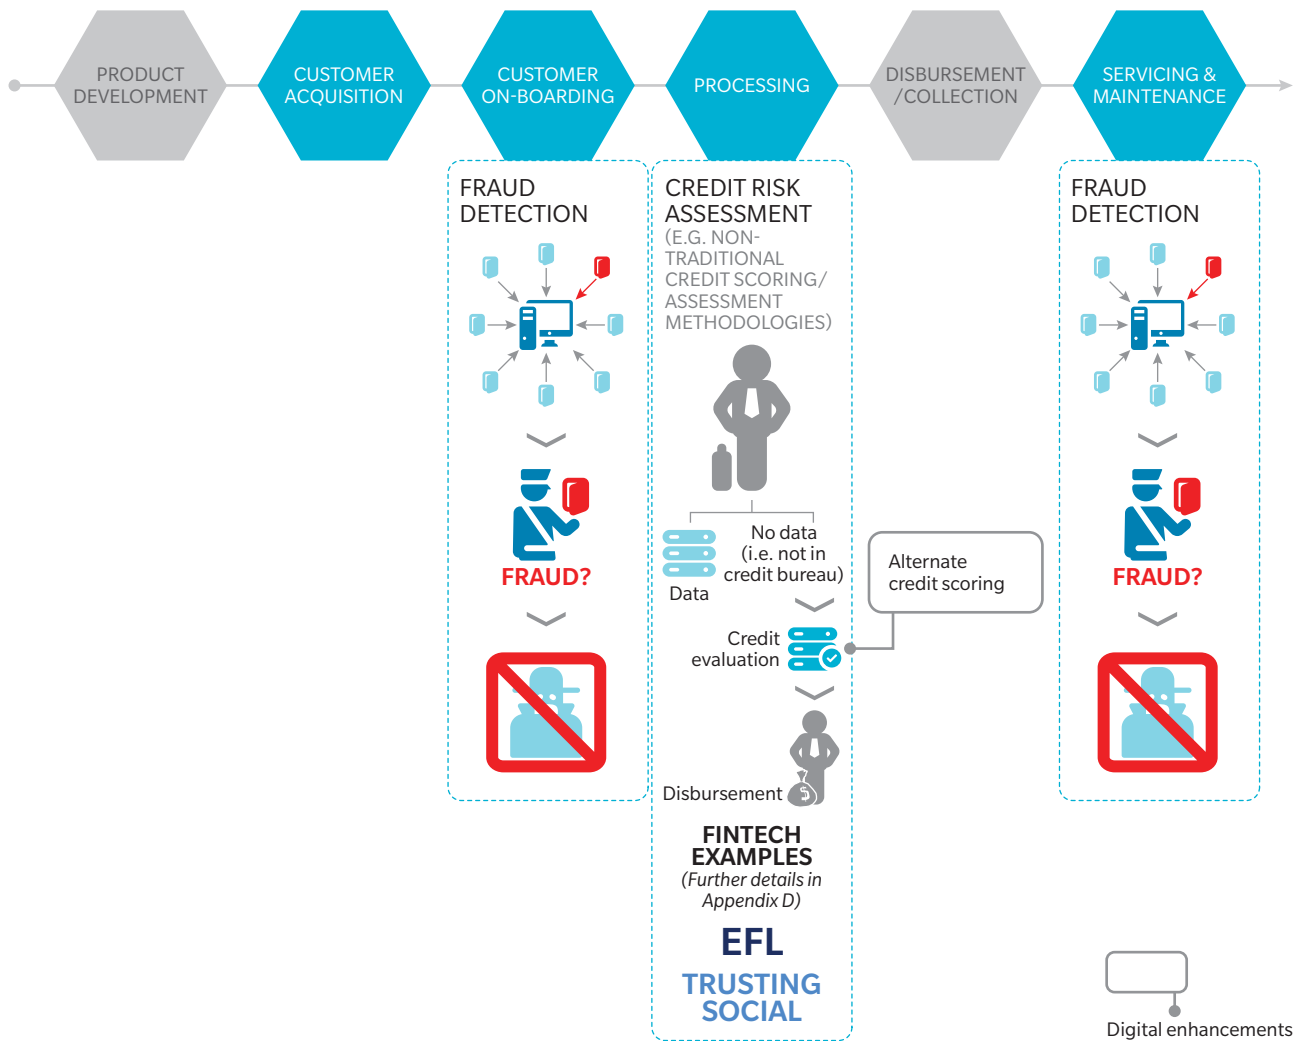 PRODUCT
DEVELOPMENT
CUSTOMER
ACQUISITION
CUSTOMER
ON-BOARDING
PROCESSING
DISBURSEMENT
/COLLECTION
SERVICING &
MAINTENANCE
FRAUD
DETECTION
FRAUD?
CREDIT RISK
ASSESSMENT
(E.G. NON-
TRADITIONAL
CREDIT SCORING/
ASSESSMENT
METHODOLOGIES)
Data
No data
(i.e. not in
credit bureau)
Credit
evaluation
Alternate
credit scoring
Disbursement
$
FINTECH
EXAMPLES
(Further details in
Appendix D)
EFL
TRUSTING
SOCIAL
FRAUD
DETECTION
FRAUD?
Digital enhancements